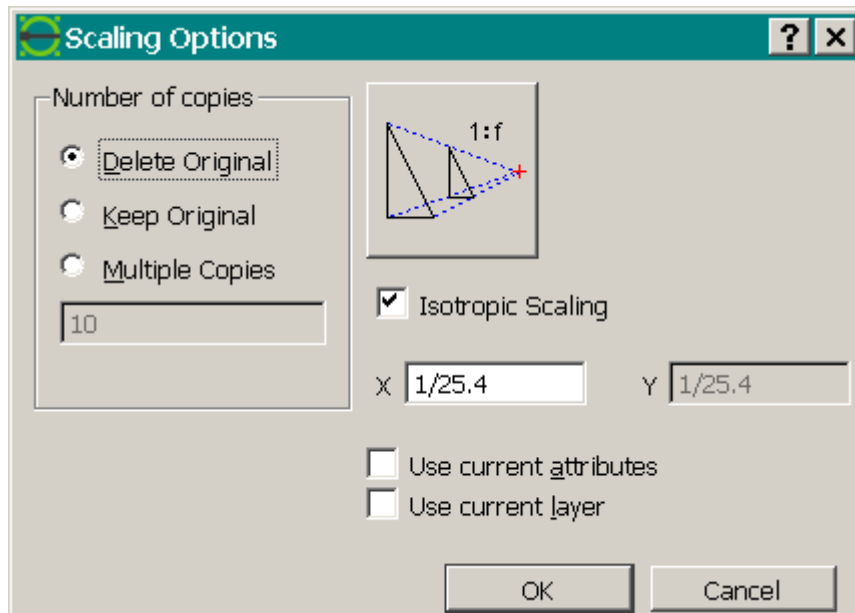 Scaling Options
Number of copies
Delete Original
Keep Original
Multiple Copies
10
1:f
Isotropic Scaling
X 1/25.4 Y 1/25.4
Use current attributes
Use current layer
OK Cancel